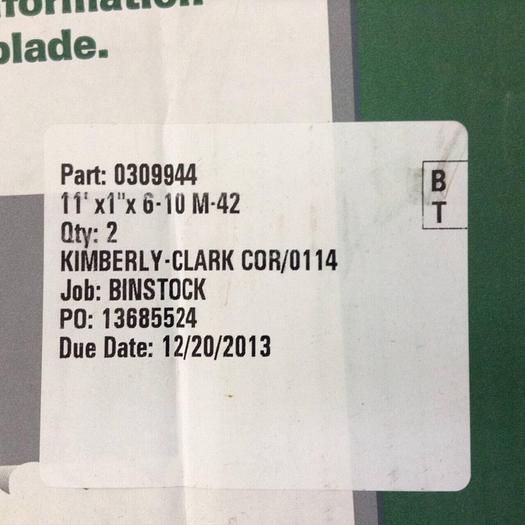 formation
blade.
Part: 0309944
11' x1"x 6-10 M-42
Qty: 2
KIMBERLY-CLARK COR/0114
Job: BINSTOCK
PO: 13685524
Due Date: 12/20/2013
B
T